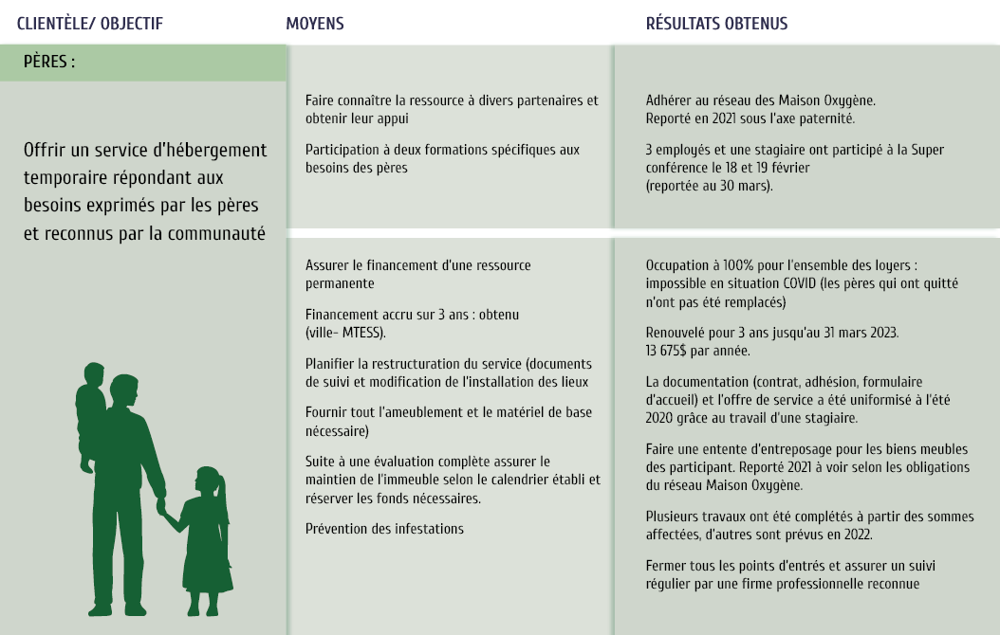 CLIENTÈLE/ OBJECTIF
MOYENS
RÉSULTATS OBTENUS
PÈRES :
Offrir un service d'hébergement
temporaire répondant aux
besoins exprimés par les pères
et reconnus par la communauté
Faire connaître la ressource à divers partenaires et
obtenir leur appui
Participation à deux formations spécifiques aux
besoins des pères
Adhérer au réseau des Maison Oxygène.
Reporté en 2021 sous l'axe paternité.
3 employés et une stagiaire ont participé à la Super
conférence le 18 et 19 février
(reportée au 30 mars).
Assurer le financement d'une ressource
permanente
Financement accru sur 3 ans : obtenu
(ville- MTESS).
Planifier la restructuration du service (documents
de suivi et modification de l'installation des lieux
Fournir tout l'ameublement et le matériel de base
nécessaire)
Suite à une évaluation complète assurer le
maintien de l'immeuble selon le calendrier établi et
réserver les fonds nécessaires.
Prévention des infestations
Occupation à 100% pour l'ensemble des loyers :
impossible en situation COVID (les pères qui ont quitté
n'ont pas été remplacés)
Renouvelé pour 3 ans jusqu'au 31 mars 2023.
13 675$ par année.
La documentation (contrat, adhésion, formulaire
d'accueil) et l'offre de service a été uniformisé à l'été
2020 grâce au travail d'une stagiaire.
Faire une entente d'entreposage pour les biens meubles
des participant. Reporté 2021 à voir selon les obligations
du réseau Maison Oxygène.
Plusieurs travaux ont été complétés à partir des sommes
affectées, d'autres sont prévus en 2022.
Fermer tous les points d'entrés et assurer un suivi
régulier par une firme professionnelle reconnue